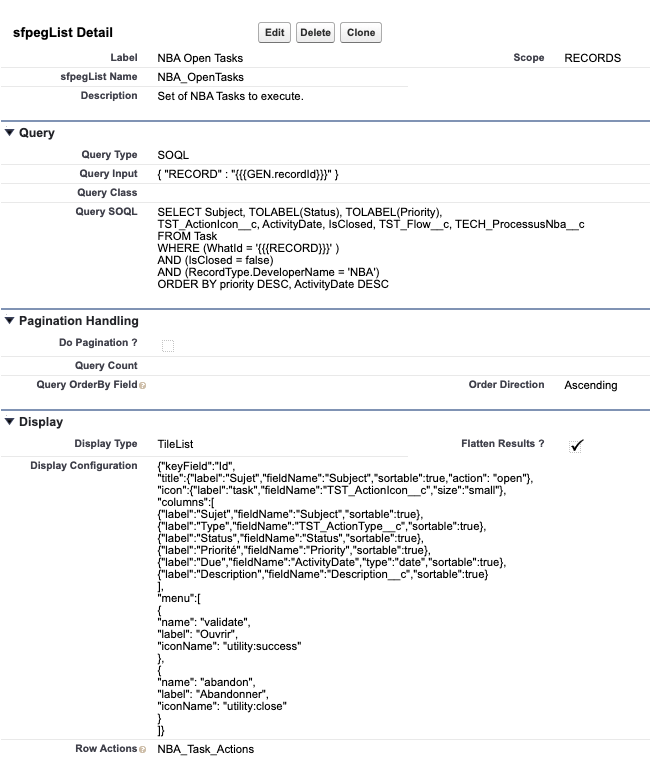 sfpegList Detail
Edit Delete Clone
Label NBA Open Tasks Scope RECORDS
sfpegList Name NBA_OpenTasks
Description Set of NBA Tasks to execute.
Query
Query Type SOQL
Query Input { "RECORD" : "{{{GEN.recordId}}}" }
Query Class
Query SOQL SELECT Subject, TOLABEL(Status), TOLABEL(Priority),
TST_ActionIcon__c, ActivityDate, IsClosed, TST_Flow__c, TECH_ProcessusNba__c
FROM Task
WHERE (WhatId = '{{{RECORD}}}' )
AND (IsClosed = false)
AND (RecordType.DeveloperName = 'NBA')
ORDER BY priority DESC, ActivityDate DESC
Pagination Handling
Do Pagination ?
Query Count
Query OrderBy Field Order Direction Ascending
Display
Display Type TileList Flatten Results ?
Display Configuration {"keyField":"Id",
"title":{"label":"Sujet","fieldName":"Subject","sortable":true,"action": "open"},
"icon":{"label":"task","fieldName":"TST_ActionIcon__c","size":"small"},
"columns":[
{"label":"Sujet","fieldName":"Subject","sortable":true},
{"label":"Type","fieldName":"TST_ActionType__c","sortable":true},
{"label":"Status","fieldName":"Status","sortable":true},
{"label":"Priorité","fieldName":"Priority","sortable":true},
{"label":"Due","fieldName":"ActivityDate","type":"date","sortable":true},
{"label":"Description","fieldName":"Description__c","sortable":true}
],
"menu":[
{
"name": "validate",
"label": "Ouvrir",
"iconName": "utility:success"
},
{
"name": "abandon",
"label": "Abandonner",
"iconName": "utility:close"
}
]}
Row Actions NBA_Task_Actions